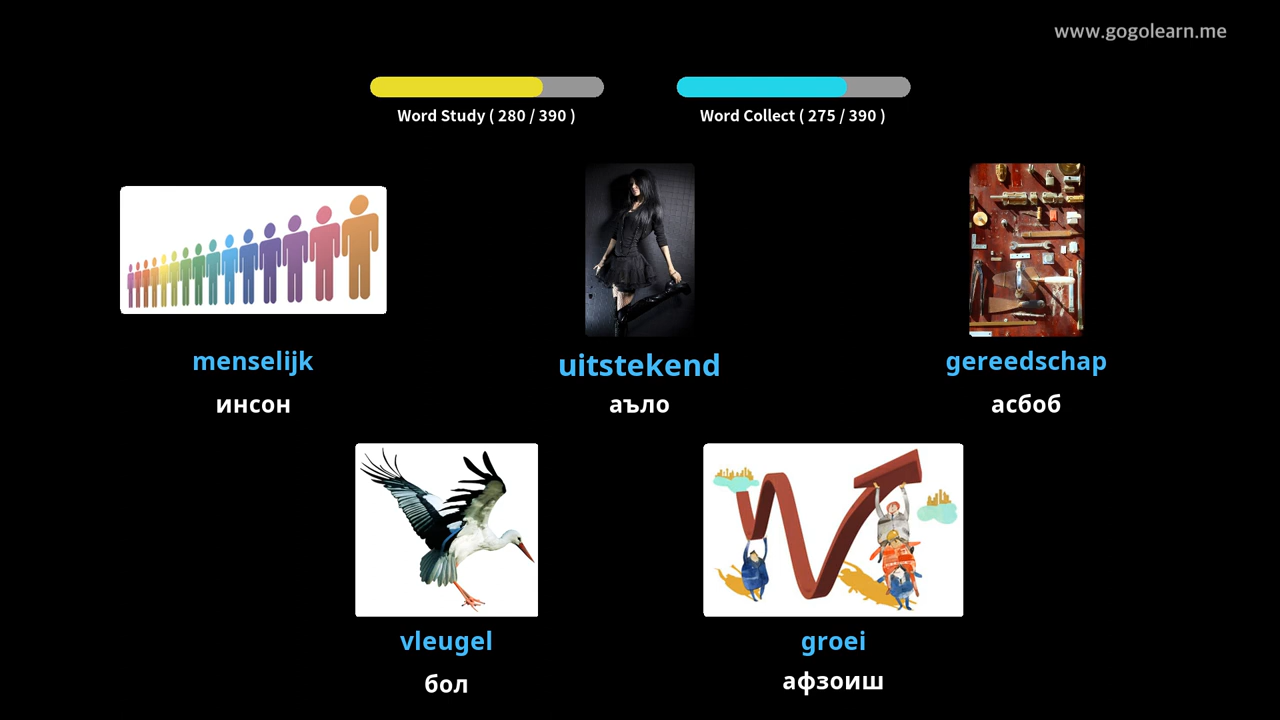 www.gogolearn.me
Word Study ( 280 / 390 )
Word Collect ( 275 / 390 )
menselijk
uitstekend
gereedschap
инсон
аъло
асбоб
vleugel
groei
бол
афзоиш